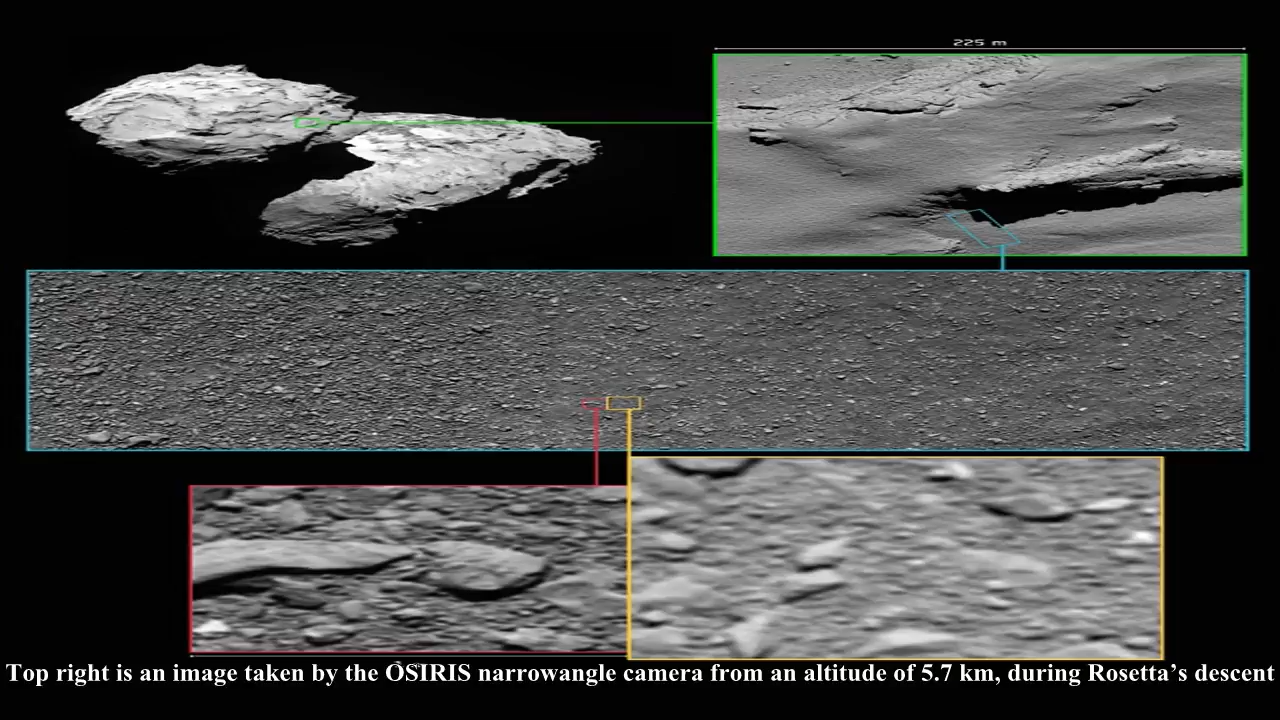 225 m
Top right is an image taken by the OSIRIS narrowangle camera from an altitude of 5.7 km, during Rosetta’s descent